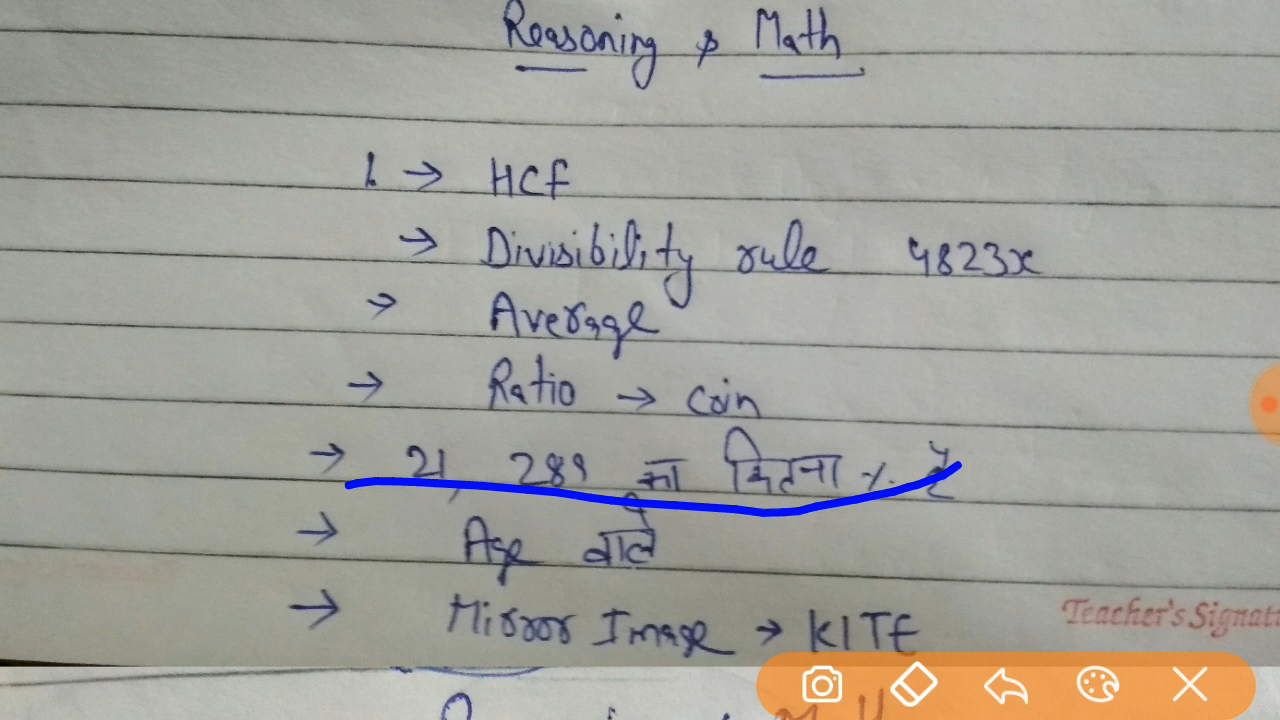 Reasoning & Math
1. → HCF
→ Divisibility rule 4823x
→ Average
→ Ratio → Coin
→ 21, 289 का कितना % है
→ Age वाले
→ Mirror Image → KITE
Teacher's Signat